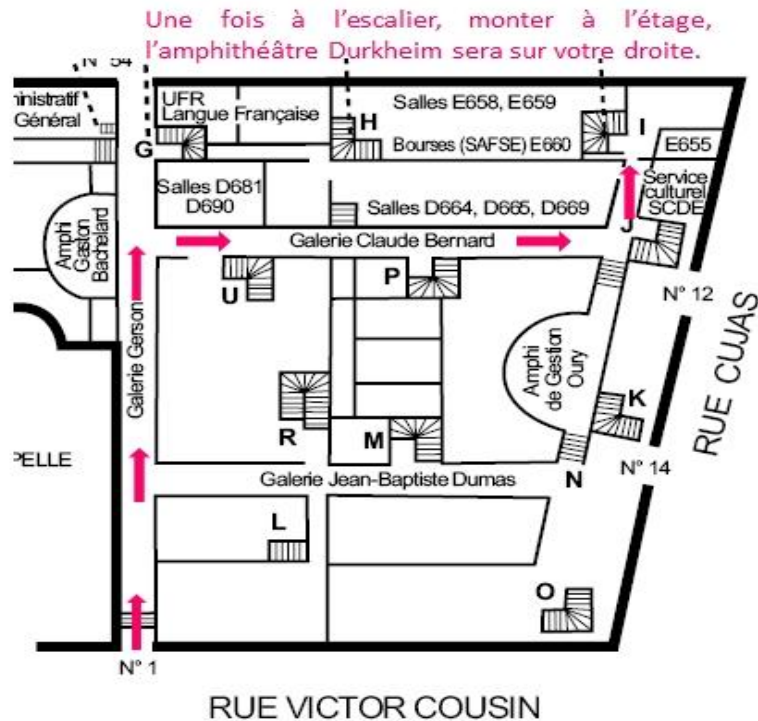 Une fois à l'escalier, monter à l'étage,
l'amphithéâtre Durkheim sera sur votre droite.
N° 54
ministratif
Général
UFR
Langue Française
G
H
Salles E658, E659
Bourses (SAFSE) E660
I
E655
Service
culturel
SCDE
Salles D681
D690
Salles D664, D665, D669
J
Amphi
Gaston
Bachelard
Galerie Claude Bernard
U
P
N° 12
Galerie Gerson
Amphi
de Gestion
Oury
RUE CUJAS
K
R
M
N° 14
PELLE
Galerie Jean-Baptiste Dumas
N
L
O
N° 1
RUE VICTOR COUSIN